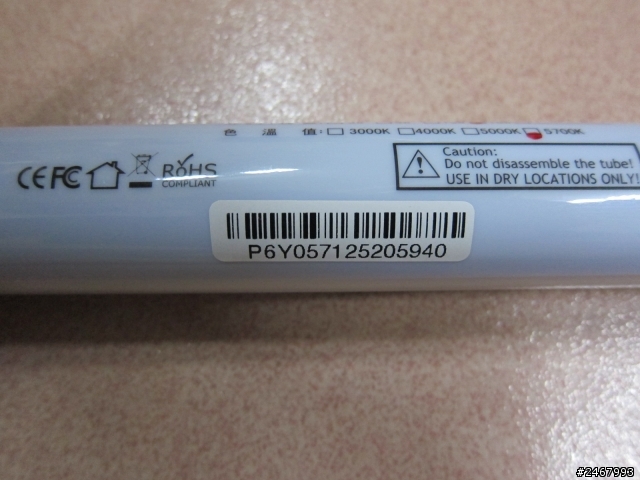 色 溫 值: 3000K 4000K 5000K 5700K
CE FC RoHS
COMPLIANT
Caution:
Do not disassemble the tube!
USE IN DRY LOCATIONS ONLY!
P6Y057125205940
#2467993